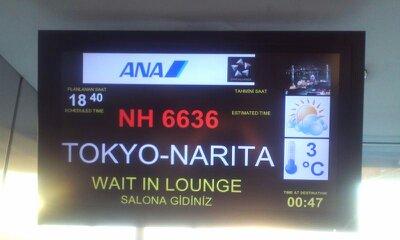 ANA
PLANLANAN SAAT
TAHMİNİ SAAT
18 40
SCHEDULED TIME
NH 6636
ESTIMATED TIME
TOKYO-NARITA
3 °C
WAIT IN LOUNGE
SALONA GİDİNİZ
TIME AT DESTINATION
00:47